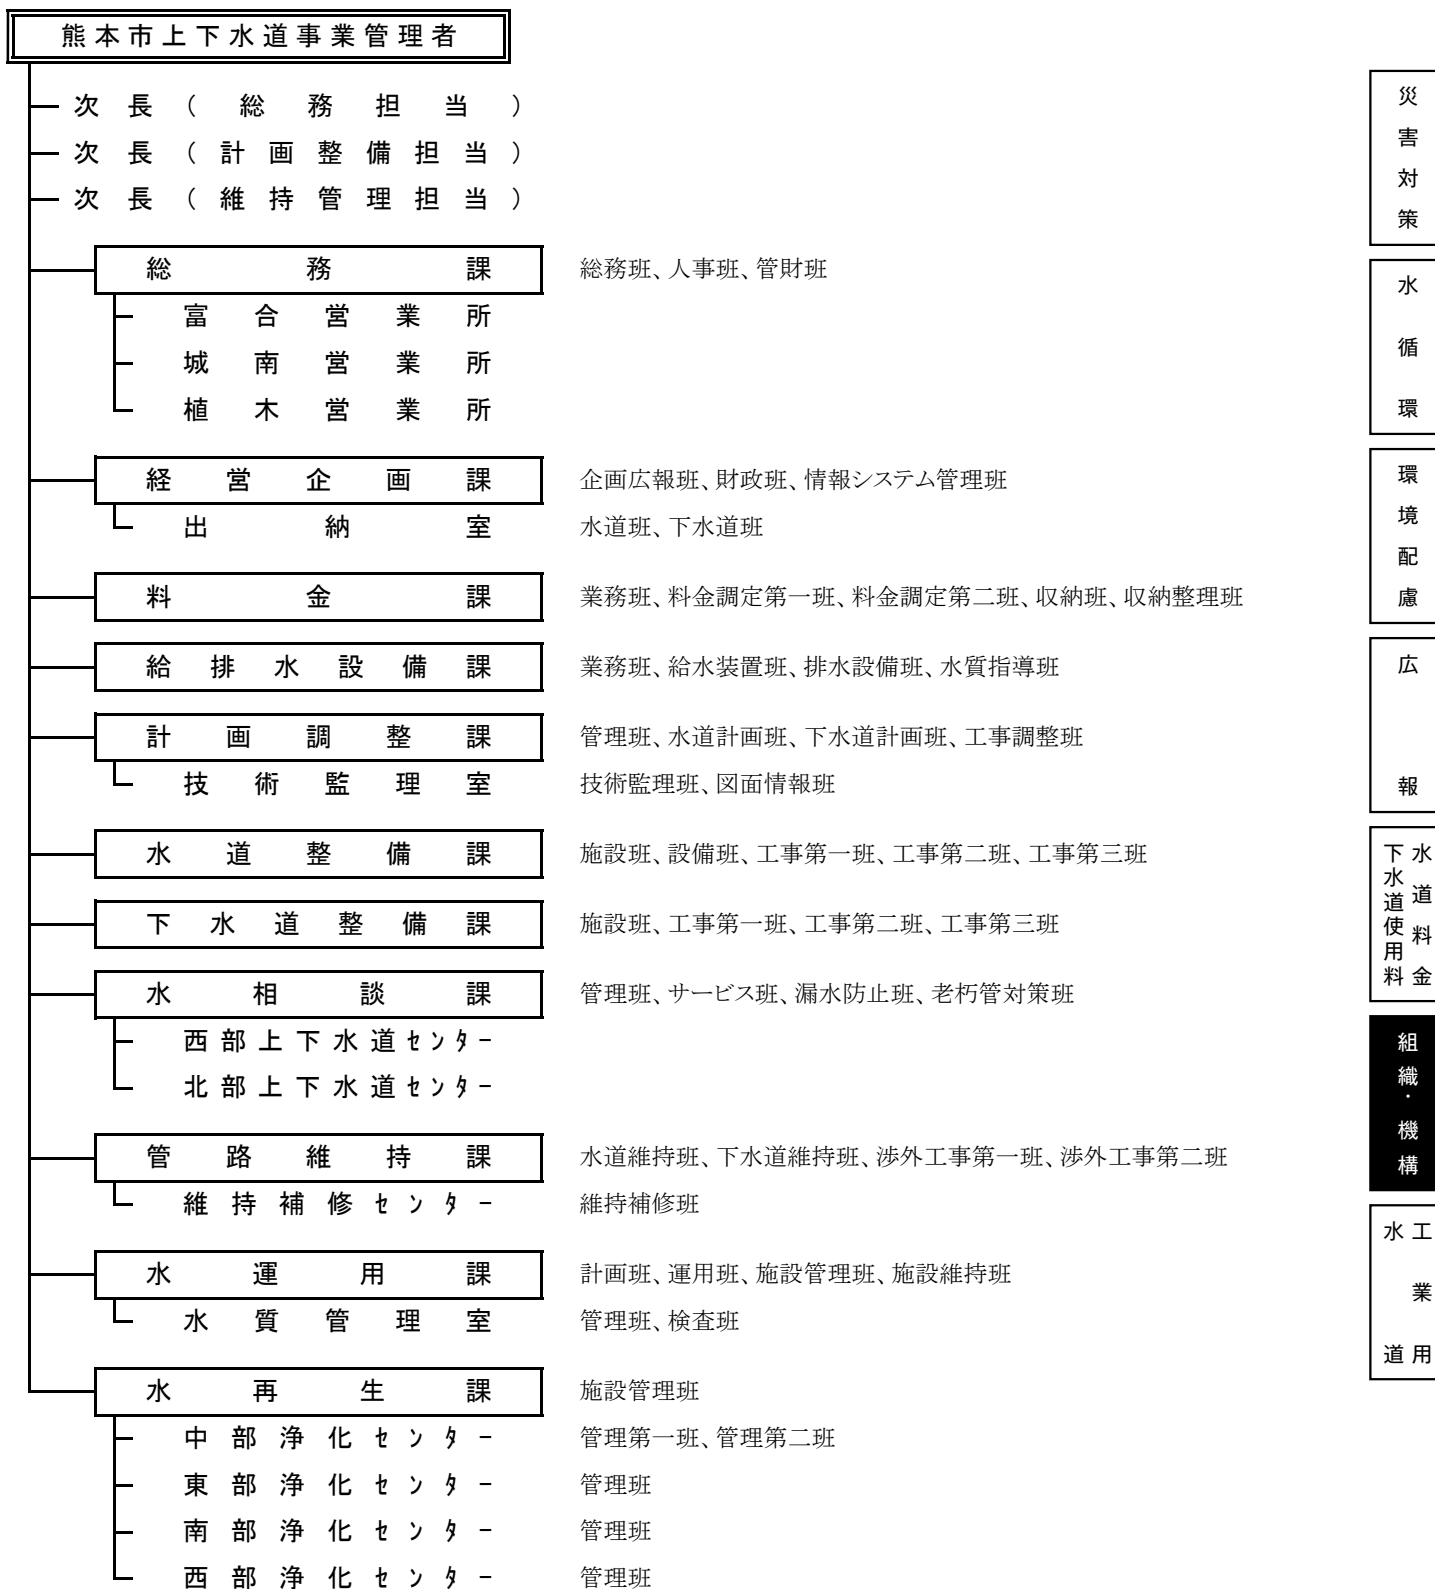 熊本市上下水道事業管理者
次長（総務担当）
次長（計画整備担当）
次長（維持管理担当）
総務課 総務班、人事班、管財班
富合営業所
城南営業所
植木営業所
経営企画課 企画広報班、財政班、情報システム管理班
出納室 水道班、下水道班
料金課 業務班、料金調定第一班、料金調定第二班、収納班、収納整理班
給排水設備課 業務班、給水装置班、排水設備班、水質指導班
計画調整課 管理班、水道計画班、下水道計画班、工事調整班
技術監理室 技術監理班、図面情報班
水道整備課 施設班、設備班、工事第一班、工事第二班、工事第三班
下水道整備課 施設班、工事第一班、工事第二班、工事第三班
水相談課 管理班、サービス班、漏水防止班、老朽管対策班
西部上下水道ｾﾝﾀｰ
北部上下水道ｾﾝﾀｰ
管路維持課 水道維持班、下水道維持班、渉外工事第一班、渉外工事第二班
維持補修ｾﾝﾀｰ 維持補修班
水運用課 計画班、運用班、施設管理班、施設維持班
水質管理室 管理班、検査班
水再生課 施設管理班
中部浄化ｾﾝﾀｰ 管理第一班、管理第二班
東部浄化ｾﾝﾀｰ 管理班
南部浄化ｾﾝﾀｰ 管理班
西部浄化ｾﾝﾀｰ 管理班
災害対策
水循環
環境配慮
広報
水道料金
下水道使用料
組織・機構
工業用
水道